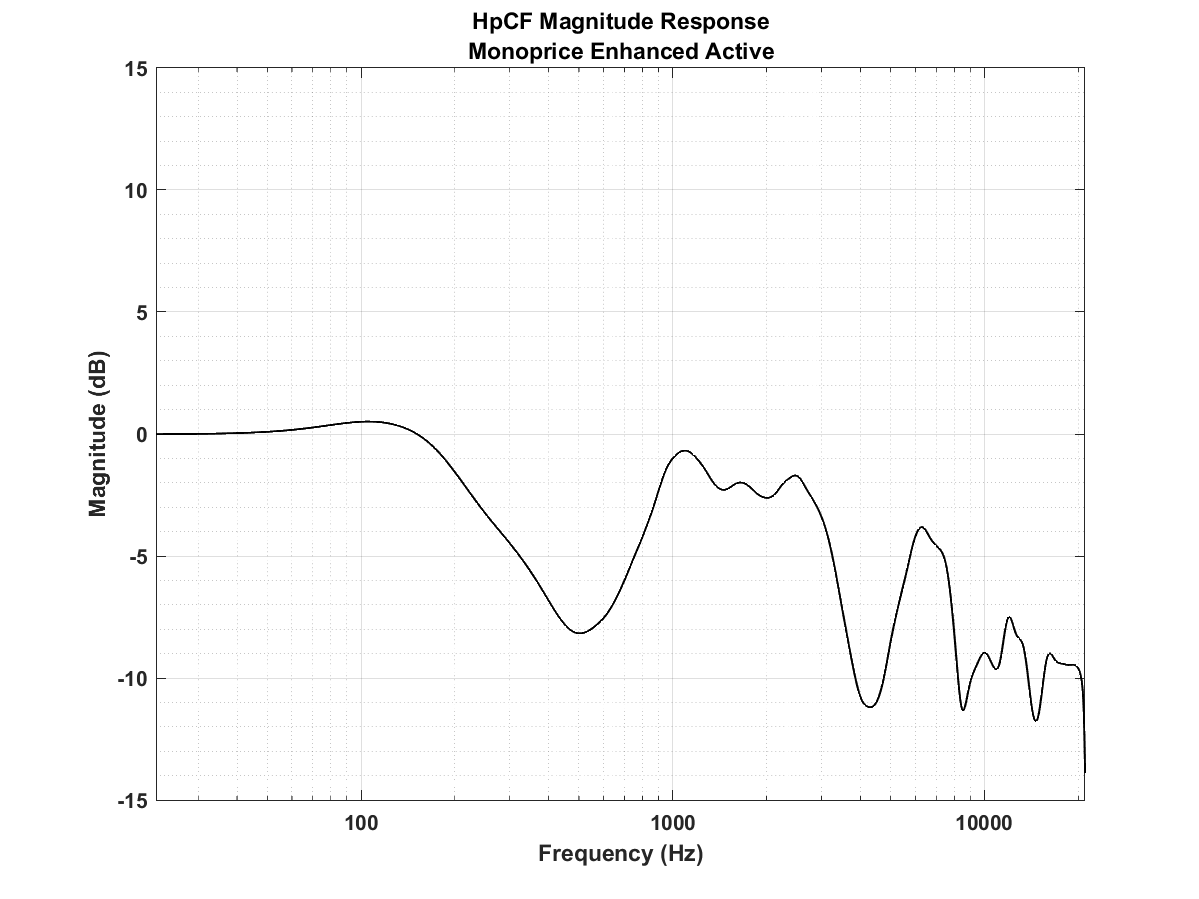 HpCF Magnitude Response
Monoprice Enhanced Active
15
10
5
0
-5
-10
-15
Magnitude (dB)
100
1000
10000
Frequency (Hz)